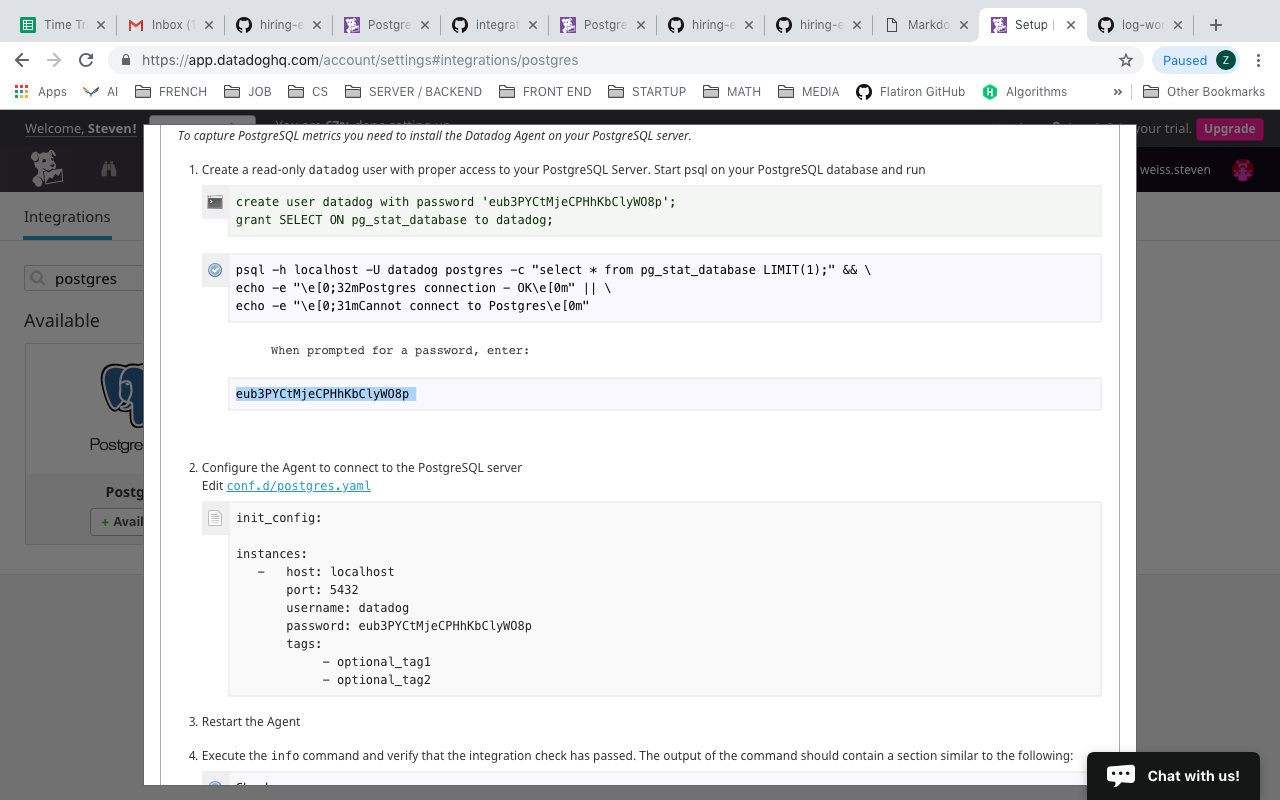 Time Tr
Inbox (1
hiring-e
Postgre
integrat
Postgre
hiring-e
hiring-e
Markdo
Setup |
log-wor
https://app.datadoghq.com/account/settings#integrations/postgres
Paused
Z
Apps
AI
FRENCH
JOB
CS
SERVER / BACKEND
FRONT END
STARTUP
MATH
MEDIA
Flatiron GitHub
Algorithms
»
Other Bookmarks
Welcome, Steven!
your trial.
Upgrade
weiss.steven
Integrations
postgres
Available
Postgr
Postg
+ Avail
To capture PostgreSQL metrics you need to install the Datadog Agent on your PostgreSQL server.
1. Create a read-only datadog user with proper access to your PostgreSQL Server. Start psql on your PostgreSQL database and run
create user datadog with password 'eub3PYCtMjeCPHhKbClyWO8p';
grant SELECT ON pg_stat_database to datadog;
psql -h localhost -U datadog postgres -c "select * from pg_stat_database LIMIT(1);" && \
echo -e "\e[0;32mPostgres connection - OK\e[0m" || \
echo -e "\e[0;31mCannot connect to Postgres\e[0m"
When prompted for a password, enter:
eub3PYCtMjeCPHhKbClyWO8p
2. Configure the Agent to connect to the PostgreSQL server
Edit conf.d/postgres.yaml
init_config:
instances:
-   host: localhost
port: 5432
username: datadog
password: eub3PYCtMjeCPHhKbClyWO8p
tags:
- optional_tag1
- optional_tag2
3. Restart the Agent
4. Execute the info command and verify that the integration check has passed. The output of the command should contain a section similar to the following:
Chat with us!